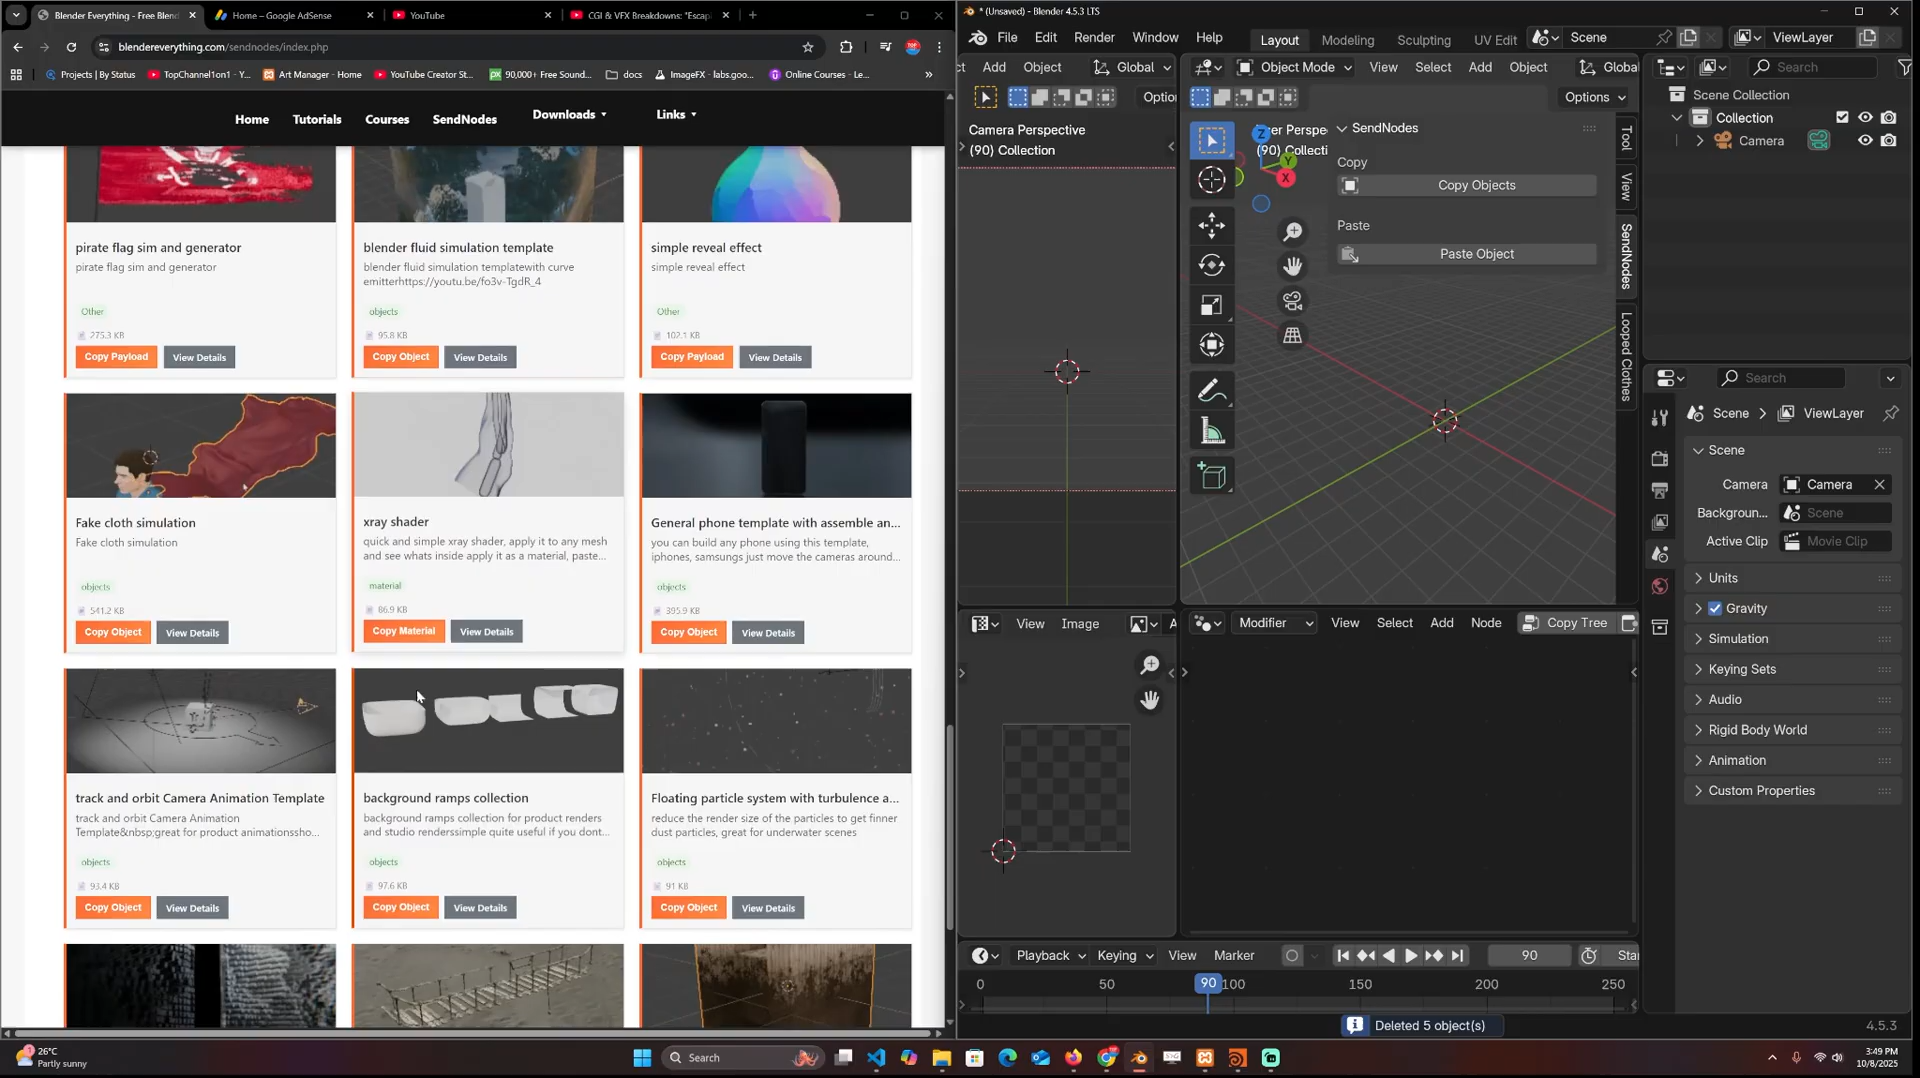 Blender Everything - Free Blend
Home – Google AdSense
YouTube
CGI & VFX Breakdowns: "Escap
blendereverything.com/sendnodes/index.php
Projects | By Status
TopChannel1on1 - Y...
Art Manager - Home
YouTube Creator St...
90,000+ Free Sound...
docs
ImageFX - labs.goo...
Online Courses - Le...
Home
Tutorials
Courses
SendNodes
Downloads
Links
pirate flag sim and generator
pirate flag sim and generator
Other
275.3 KB
Copy Payload
View Details
blender fluid simulation template
blender fluid simulation templatewith curve
emitterhttps://youtu.be/fo3v-TgdR_4
objects
95.8 KB
Copy Object
View Details
simple reveal effect
simple reveal effect
Other
102.1 KB
Copy Payload
View Details
Fake cloth simulation
Fake cloth simulation
objects
541.2 KB
Copy Object
View Details
xray shader
quick and simple xray shader, apply it to any mesh
and see whats inside apply it as a material, paste...
material
86.9 KB
Copy Material
View Details
General phone template with assemble an...
you can build any phone using this template,
iphones, samsungs just move the cameras around...
objects
395.9 KB
Copy Object
View Details
track and orbit Camera Animation Template
track and orbit Camera Animation
Template&nbsp;great for product animationssho...
objects
93.4 KB
Copy Object
View Details
background ramps collection
background ramps collection for product renders
and studio renderssimple quite useful if you dont...
objects
97.6 KB
Copy Object
View Details
Floating particle system with turbulence a...
reduce the render size of the particles to get finner
dust particles, great for underwater scenes
objects
91 KB
Copy Object
View Details
* (Unsaved) - Blender 4.5.3 LTS
File
Edit
Render
Window
Help
Layout
Modeling
Sculpting
UV Edit
Scene
ViewLayer
ct
Add
Object
Global
Optio
Camera Perspective
(90) Collection
Object Mode
View
Select
Add
Object
Globa
Options
er Perspe
(90) Collecti
Z
Y
X
SendNodes
Copy
Copy Objects
Paste
Paste Object
Tool
View
SendNodes
Looped Clothes
Search
Scene Collection
Collection
Camera
Search
Scene
ViewLayer
Scene
Camera
Camera
Backgroun...
Scene
Active Clip
Movie Clip
Units
Gravity
Simulation
Keying Sets
Audio
Rigid Body World
Animation
Custom Properties
View
Image
A
Modifier
View
Select
Add
Node
Copy Tree
Playback
Keying
View
Marker
90
Star
0
50
90
100
150
200
250
Deleted 5 object(s)
4.5.3
26°C
Partly sunny
Search
3:49 PM
10/8/2025